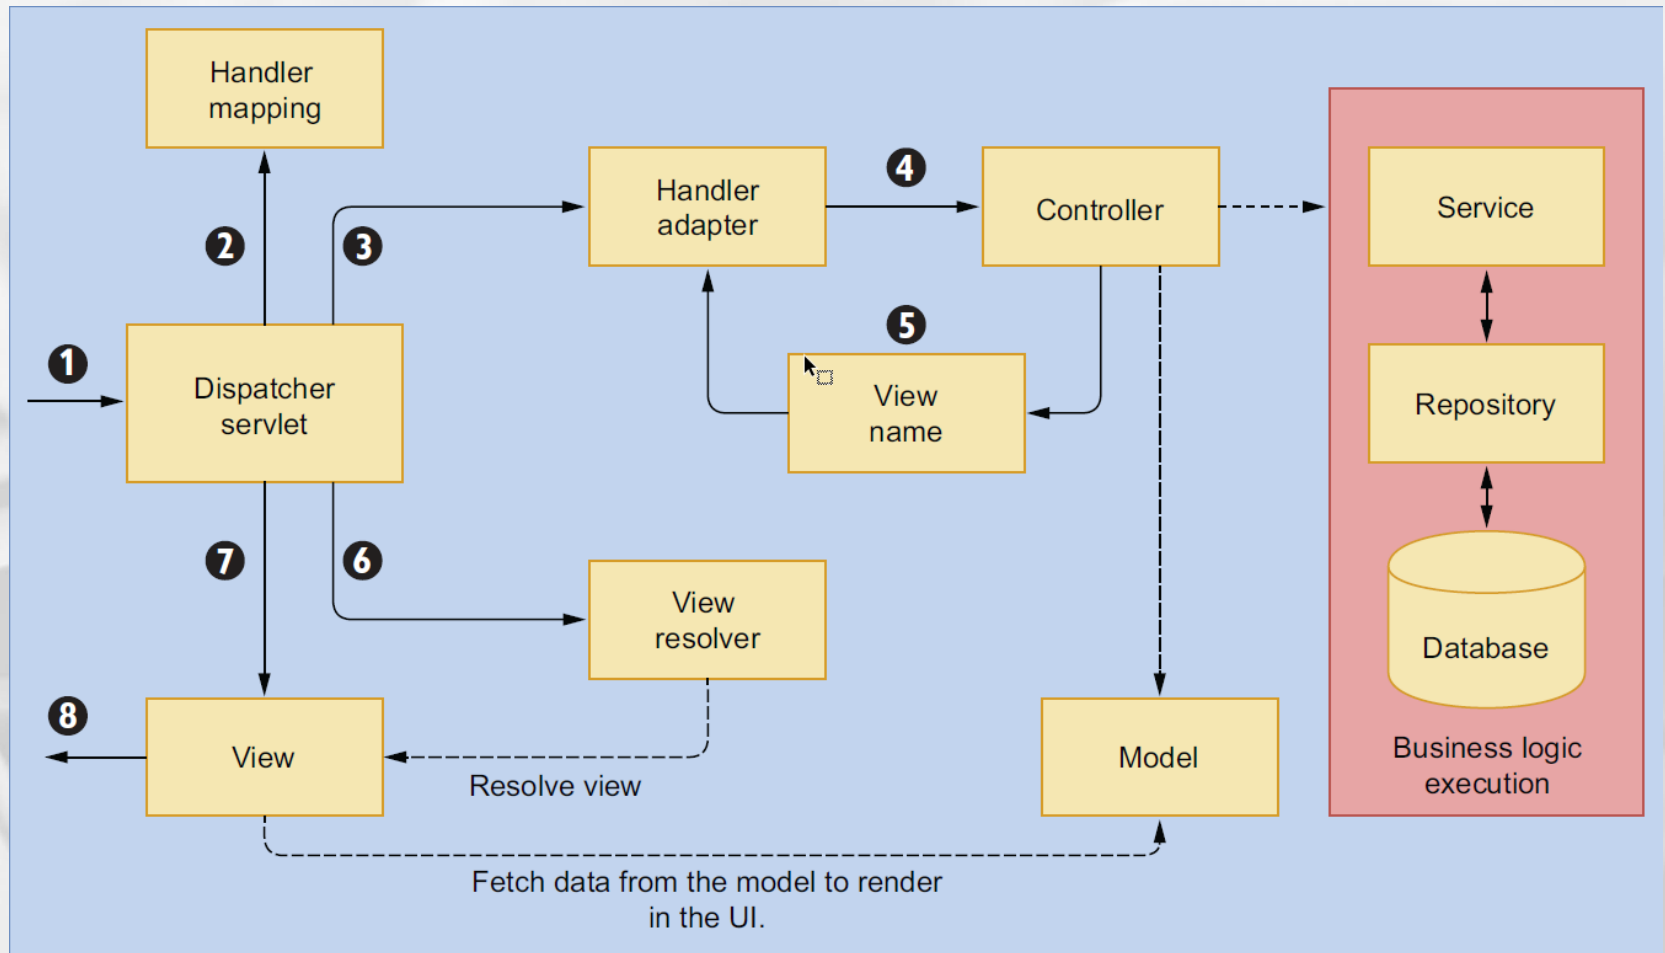 Handler
mapping
2
3
1
Dispatcher
servlet
Handler
adapter
4
Controller
5
View
name
Service
Repository
Database
Business logic
execution
7
6
View
resolver
8
View
Resolve view
Model
Fetch data from the model to render
in the UI.